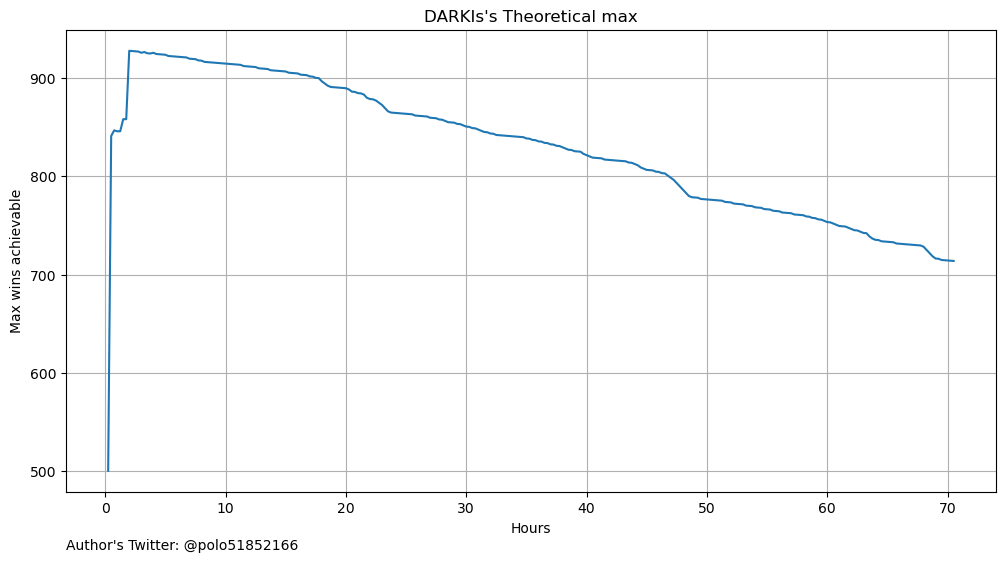 DARKIs's Theoretical max
Max wins achievable
900
800
700
600
500
0 10 20 30 40 50 60 70
Hours
Author's Twitter: @polo51852166